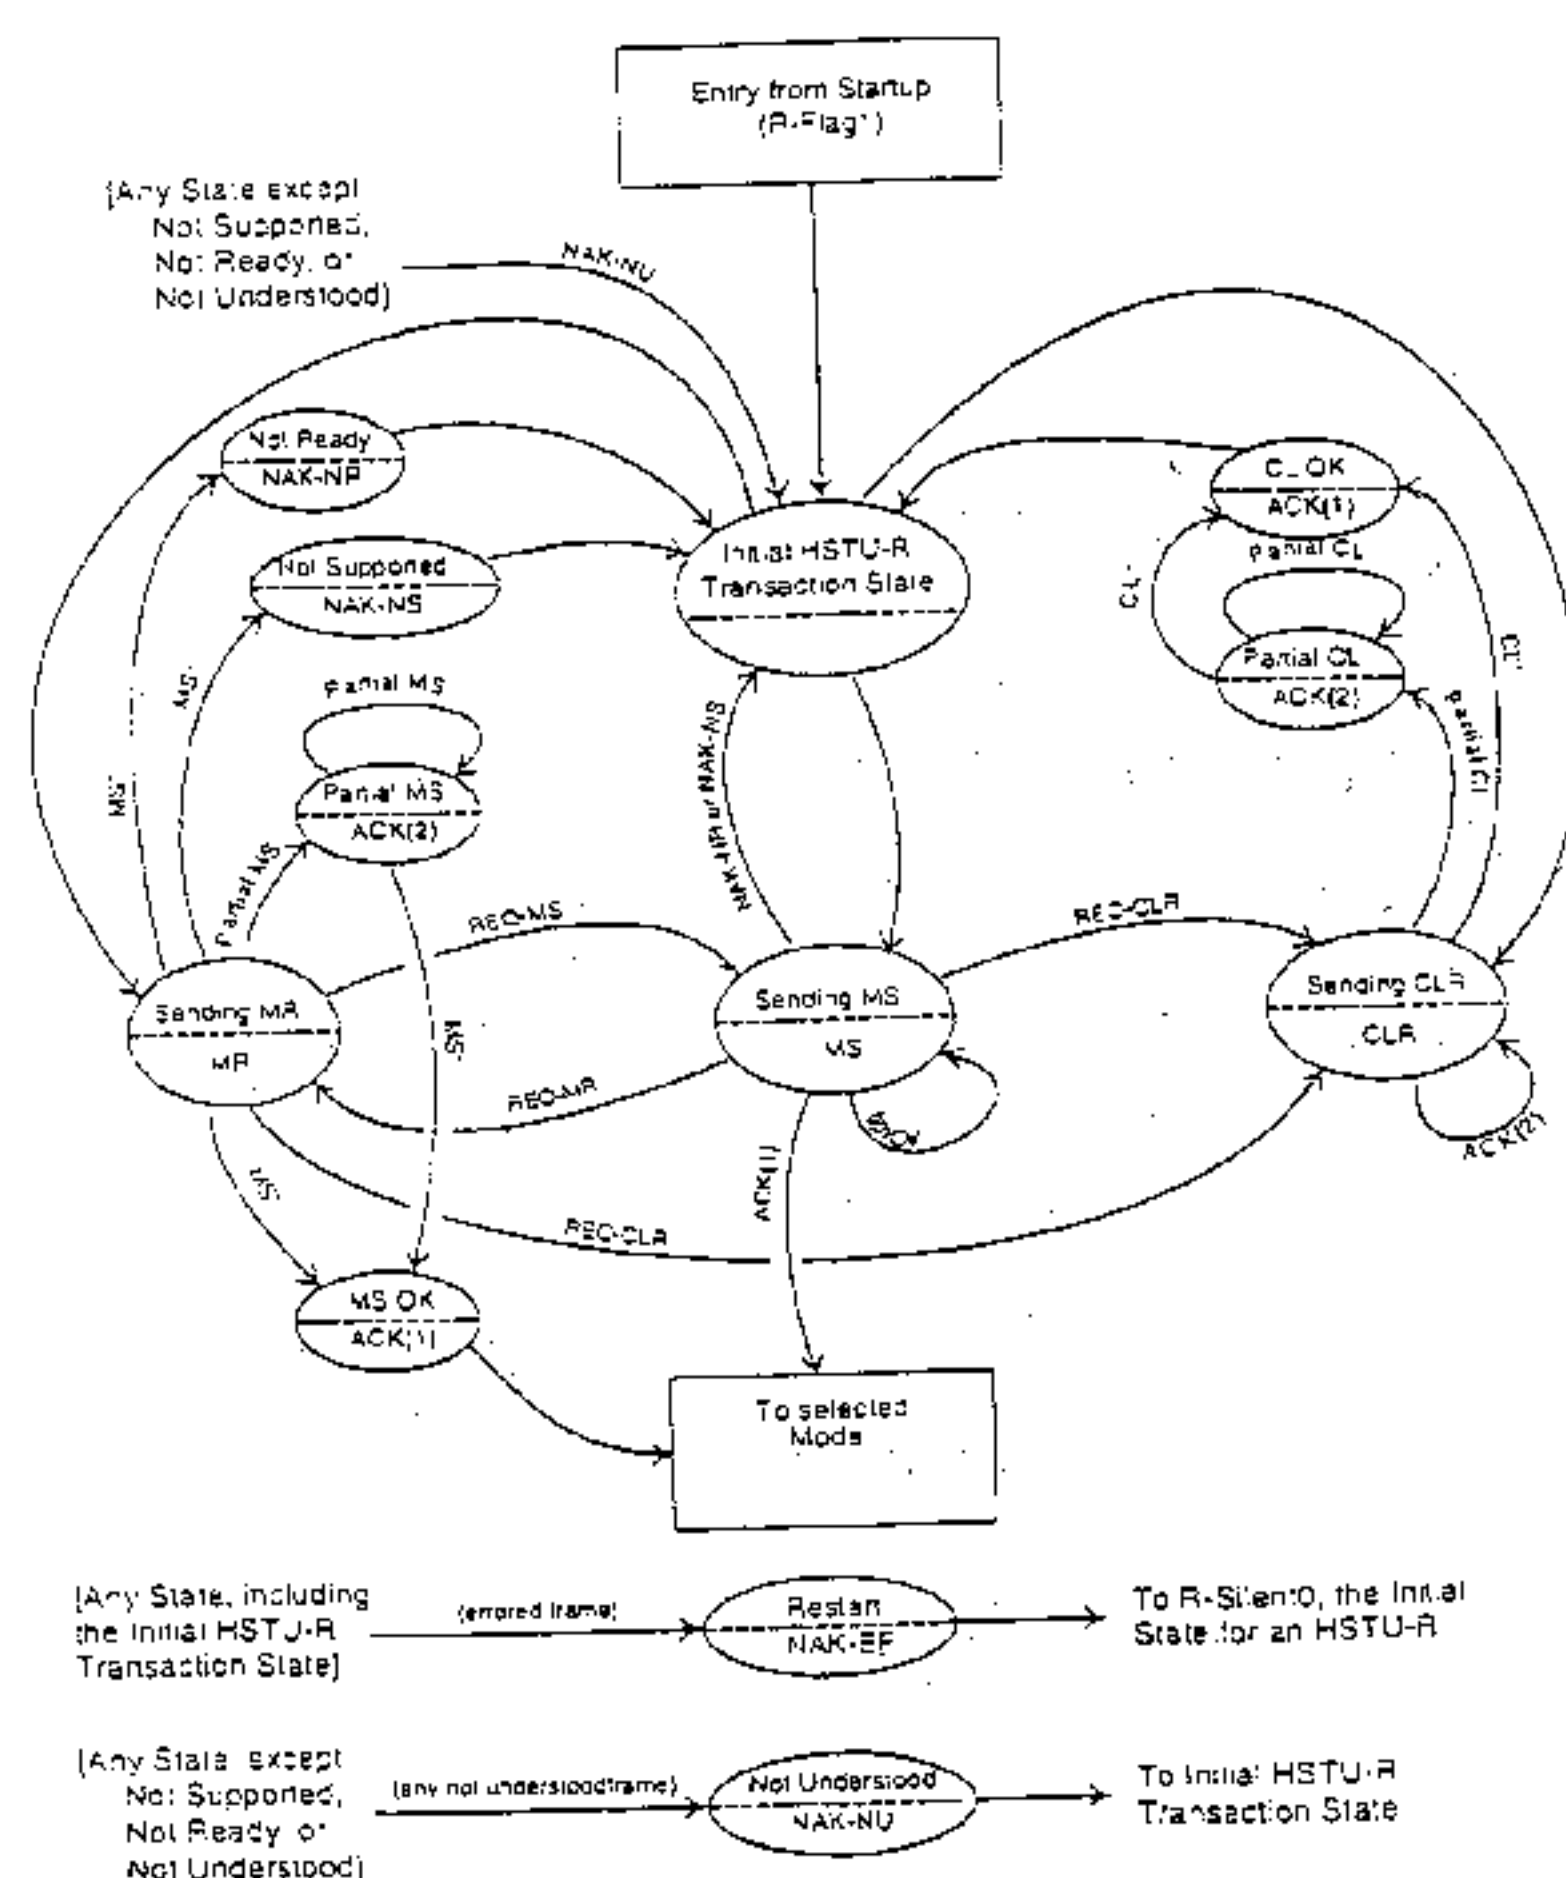 Entry from Startup
(R-Flag1)
[Any State except
Not Supported,
Not Ready, or
Not Understood]
NAK-NU
Not Ready
NAK-NR
Not Supported
NAK-NS
Initial HSTU-R
Transaction State
CL OK
ACK(1)
Partial CL
CL
Partial CL
ACK(2)
CL
Partial CL
MS
MS
Partial MS
Partial MS
ACK(2)
Partial MS
NAK-NR or NAK-NS
REQ-MS
REQ-CLR
Sending MR
MR
MS
Sending MS
MS
Sending CLR
CLR
REQ-MR
ACK(1)
ACK(2)
MS
REQ-CLR
MS OK
ACK(1)
To selected
Mode
[Any State, including
the Initial HSTU-R
Transaction State]
(errored frame)
Restart
NAK-EF
To R-Silent0, the Initial
State for an HSTU-R
[Any State except
Not Supported,
Not Ready or
Not Understood]
(any not understood frame)
Not Understood
NAK-NU
To Initial HSTU-R
Transaction State